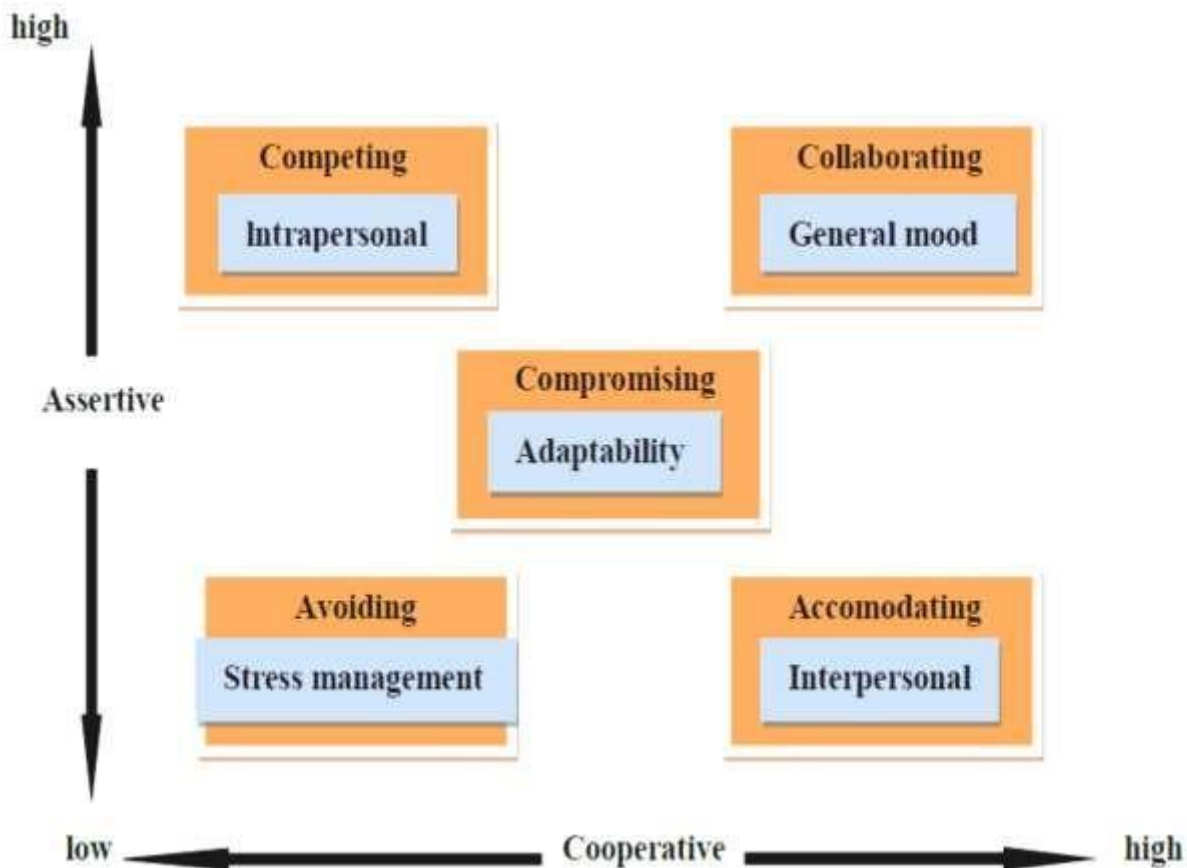 high
Competing
Intrapersonal
Collaborating
General mood
Assertive
Compromising
Adaptability
Avoiding
Stress management
Accomodating
Interpersonal
low
Cooperative
high